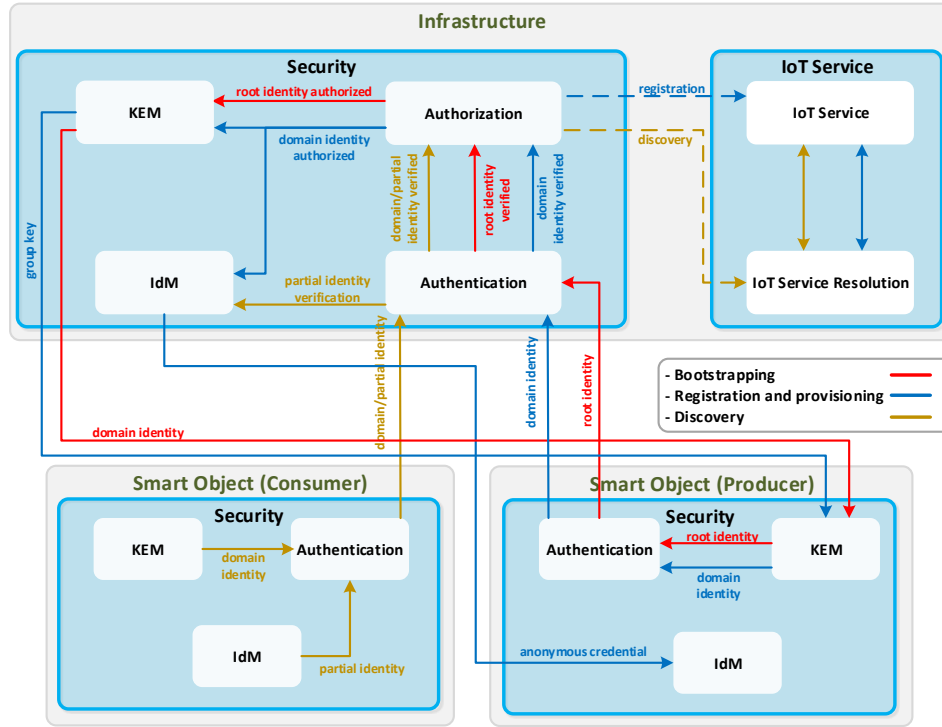 Infrastructure
Security
IoT Service
KEM
root identity authorized
Authorization
registration
IoT Service
domain identity
authorized
discovery
domain/partial
identity verified
root identity
verified
domain
identity verified
group key
IdM
partial identity
verification
Authentication
IoT Service Resolution
domain/partial identity
domain identity
root identity
- Bootstrapping
- Registration and provisioning
- Discovery
domain identity
Smart Object (Consumer)
Security
KEM
domain
identity
Authentication
IdM
partial identity
Smart Object (Producer)
Security
Authentication
root identity
KEM
domain
identity
anonymous credential
IdM